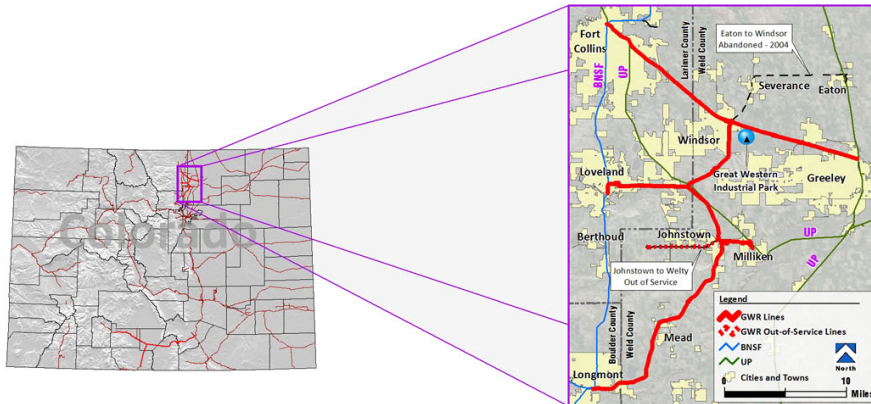 Colorado
Fort
Collins
BNSF
UP
Larimer County
Weld County
Eaton to Windsor
Abandoned - 2004
Severance
Eaton
Windsor
Loveland
Great Western
Industrial Park
Greeley
Berthoud
Johnstown
Milliken
UP
UP
Johnstown to Welty
Out of Service
Boulder County
Weld County
Mead
Longmont
Legend
GWR Lines
GWR Out-of-Service Lines
BNSF
UP
Cities and Towns
North
0
10
Miles